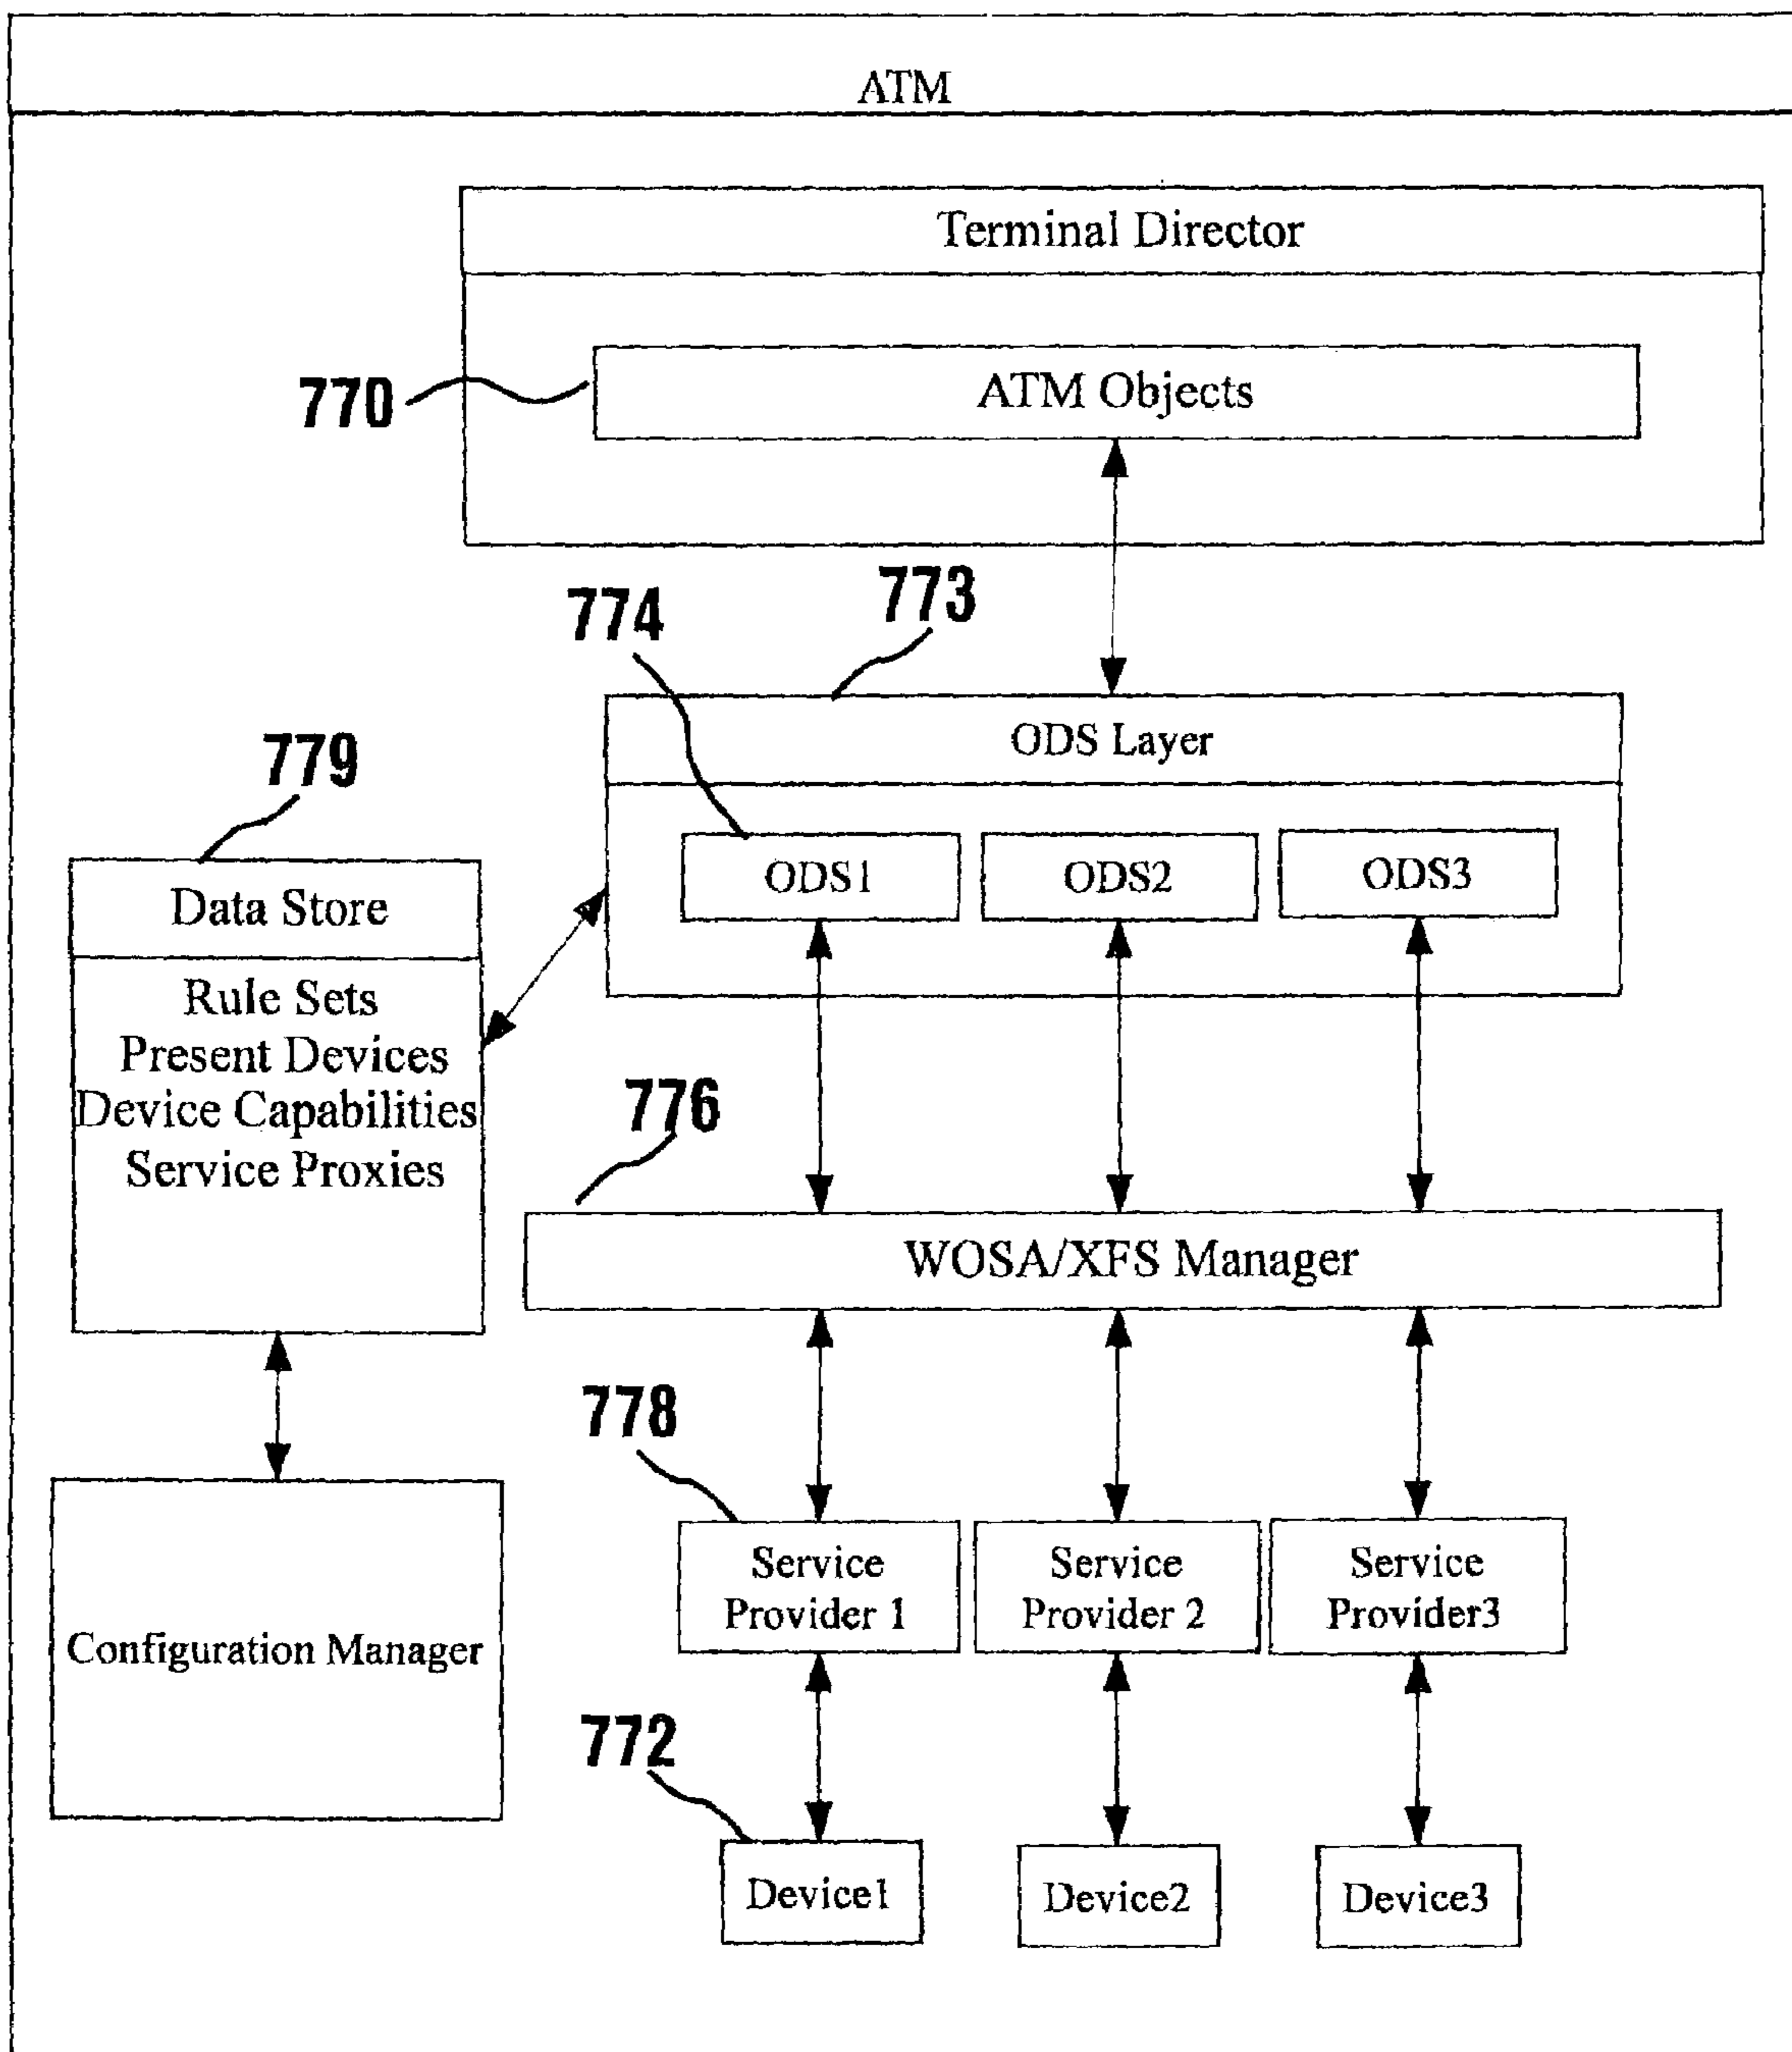 ATM
Terminal Director
770
ATM Objects
774
773
779
ODS Layer
ODS1
ODS2
ODS3
Data Store
Rule Sets
Present Devices
Device Capabilities
Service Proxies
776
WOSA/XFS Manager
778
Service
Provider 1
Service
Provider 2
Service
Provider3
Configuration Manager
772
Device1
Device2
Device3